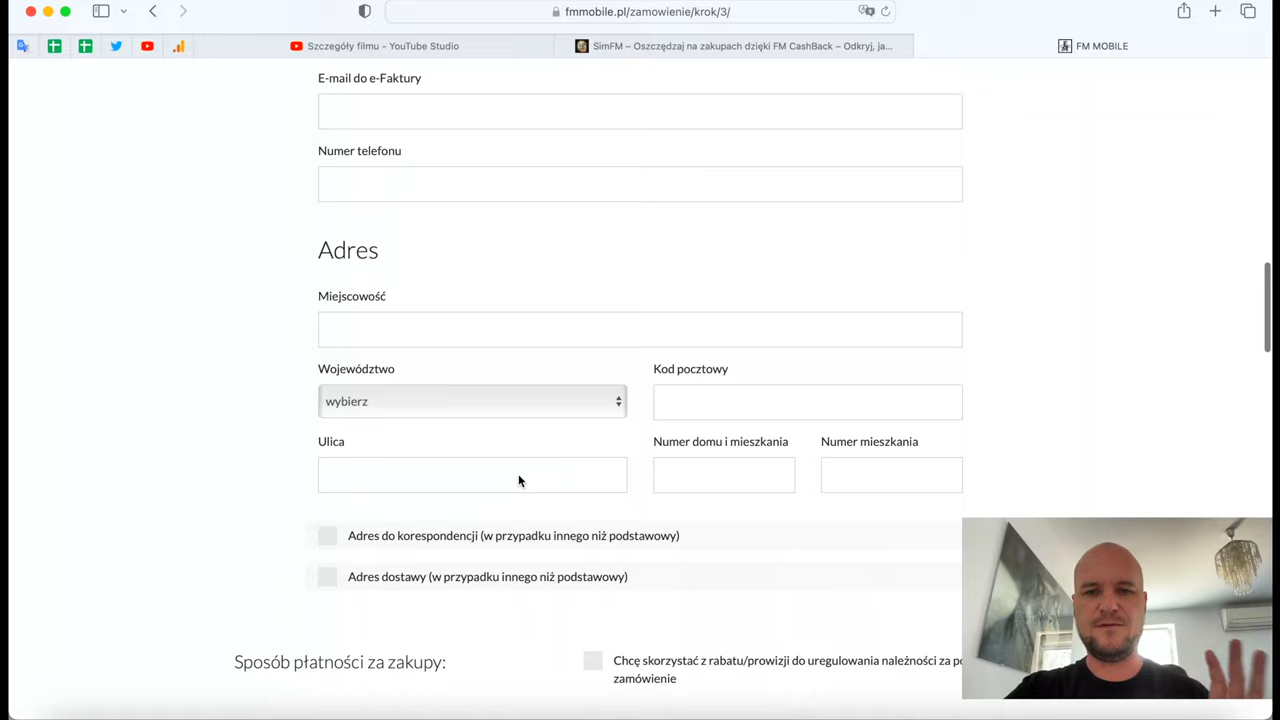 fmmobile.pl/zamowienie/krok/3/
Szczegóły filmu - YouTube Studio
SimFM – Oszczędzaj na zakupach dzięki FM CashBack – Odkryj, ja...
FM MOBILE
E-mail do e-Faktury
Numer telefonu
Adres
Miejscowość
Województwo
Kod pocztowy
wybierz
Ulica
Numer domu i mieszkania
Numer mieszkania
Adres do korespondencji (w przypadku innego niż podstawowy)
Adres dostawy (w przypadku innego niż podstawowy)
Sposób płatności za zakupy:
Chcę skorzystać z rabatu/prowizji do uregulowania należności za po
zamówienie